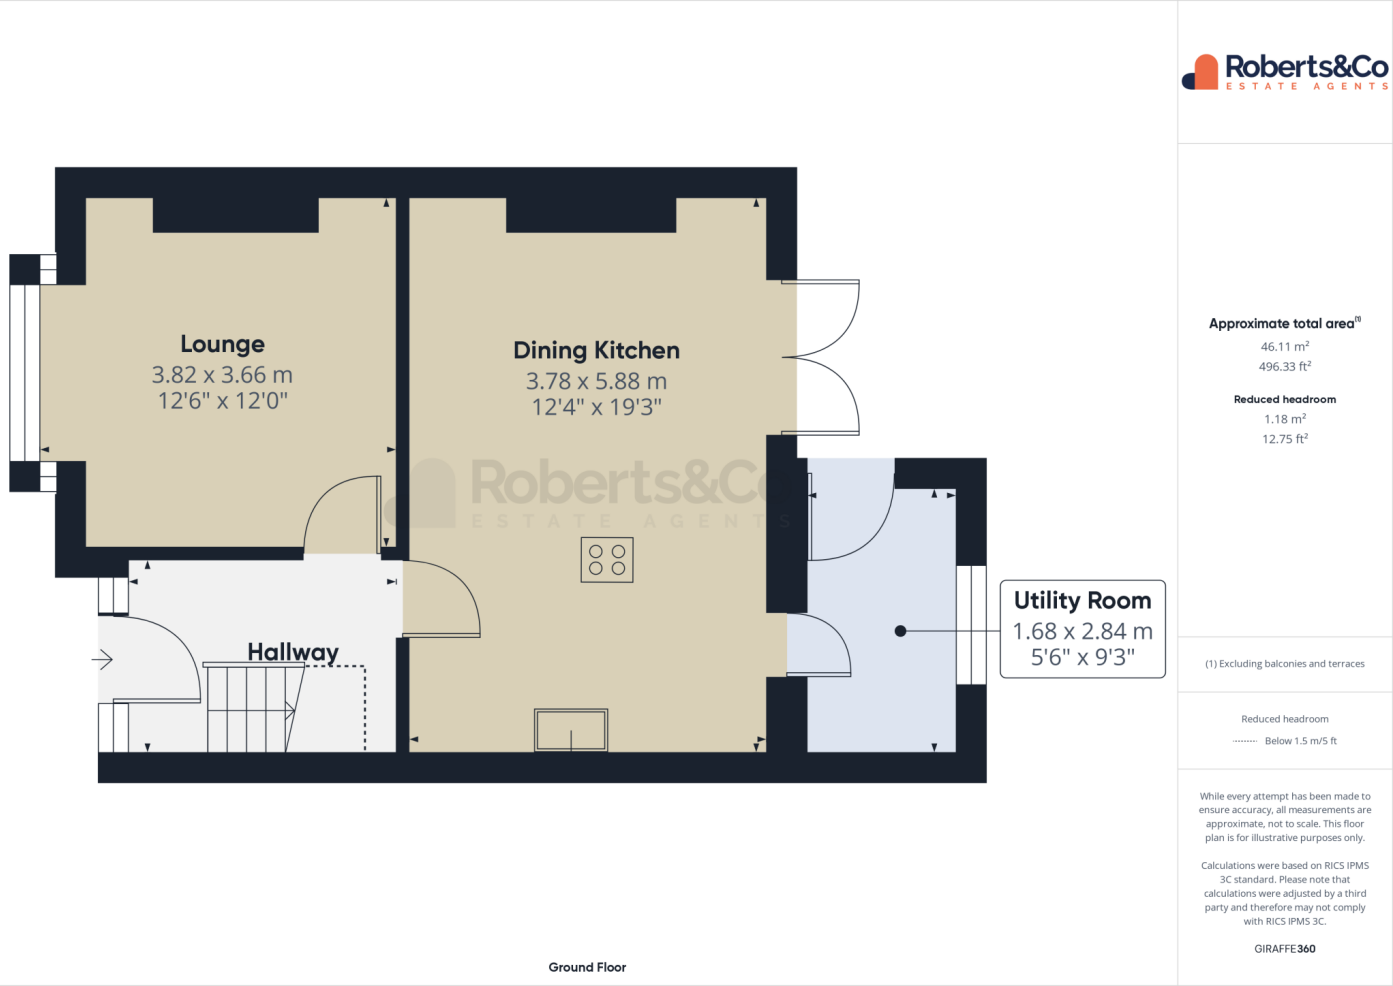 Roberts&Co
ESTATE AGENTS
Lounge
3.82 x 3.66 m
12'6" x 12'0"
Dining Kitchen
3.78 x 5.88 m
12'4" x 19'3"
Roberts&Co
ESTATE AGENTS
Hallway
Utility Room
1.68 x 2.84 m
5'6" x 9'3"
Ground Floor
Approximate total area(1)
46.11 m²
496.33 ft²
Reduced headroom
1.18 m²
12.75 ft²
(1) Excluding balconies and terraces
Reduced headroom
Below 1.5 m/5 ft
While every attempt has been made to
ensure accuracy, all measurements are
approximate, not to scale. This floor
plan is for illustrative purposes only.
Calculations were based on RICS IPMS
3C standard. Please note that
calculations were adjusted by a third
party and therefore may not comply
with RICS IPMS 3C.
GIRAFFE360